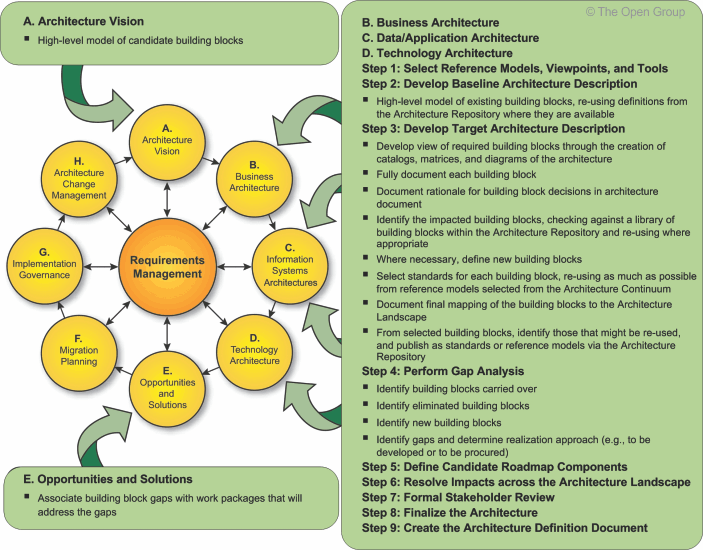 A. Architecture Vision
▪ High-level model of candidate building blocks
© The Open Group
B. Business Architecture
C. Data/Application Architecture
D. Technology Architecture
Step 1: Select Reference Models, Viewpoints, and Tools
Step 2: Develop Baseline Architecture Description
▪ High-level model of existing building blocks, re-using definitions from
the Architecture Repository where they are available
Step 3: Develop Target Architecture Description
▪ Develop view of required building blocks through the creation of
catalogs, matrices, and diagrams of the architecture
▪ Fully document each building block
▪ Document rationale for building block decisions in architecture
document
▪ Identify the impacted building blocks, checking against a library of
building blocks within the Architecture Repository and re-using where
appropriate
▪ Where necessary, define new building blocks
▪ Select standards for each building block, re-using as much as possible
from reference models selected from the Architecture Continuum
▪ Document final mapping of the building blocks to the Architecture
Landscape
▪ From selected building blocks, identify those that might be re-used,
and publish as standards or reference models via the Architecture
Repository
Step 4: Perform Gap Analysis
▪ Identify building blocks carried over
▪ Identify eliminated building blocks
▪ Identify new building blocks
▪ Identify gaps and determine realization approach (e.g., to be
developed or to be procured)
Step 5: Define Candidate Roadmap Components
Step 6: Resolve Impacts across the Architecture Landscape
Step 7: Formal Stakeholder Review
Step 8: Finalize the Architecture
Step 9: Create the Architecture Definition Document
A.
Architecture
Vision
B.
Business
Architecture
C.
Information
Systems
Architectures
D.
Technology
Architecture
E.
Opportunities
and
Solutions
F.
Migration
Planning
G.
Implementation
Governance
H.
Architecture
Change
Management
Requirements
Management
E. Opportunities and Solutions
▪ Associate building block gaps with work packages that will
address the gaps